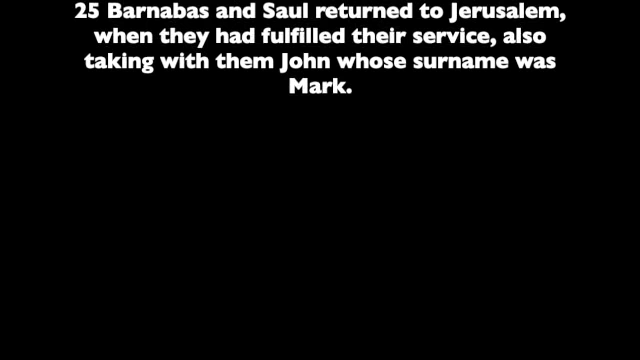 25 Barnabas and Saul returned to Jerusalem,
when they had fulfilled their service, also
taking with them John whose surname was
Mark.